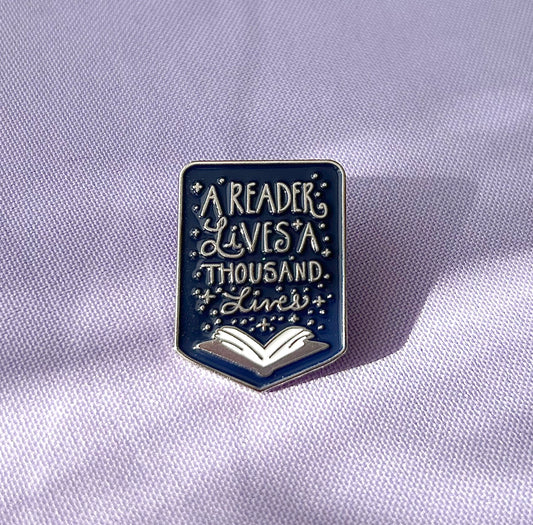 A READER
LiVES A
THOUSAND
Lives